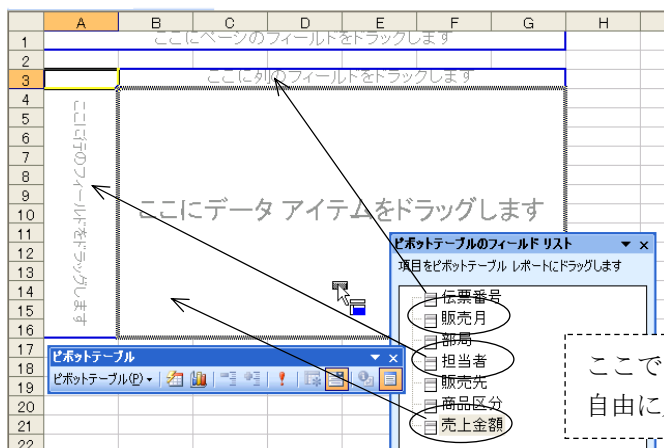 A B C D E F G H
1 ここにページのフィールドをドラッグします
2
3 ここに列のフィールドをドラッグします
4
5
6
7
8
9
10
11
12
13
14
15
16
17
18
19
20
21
22
ここに行のフィールドをドラッグします
ここにデータ アイテムをドラッグします
ピボットテーブルのフィールド リスト
項目をピボットテーブル レポートにドラッグします
伝票番号
販売月
部局
担当者
販売先
商品区分
売上金額
ピボットテーブル
ピボットテーブル(P)
ここで
自由に